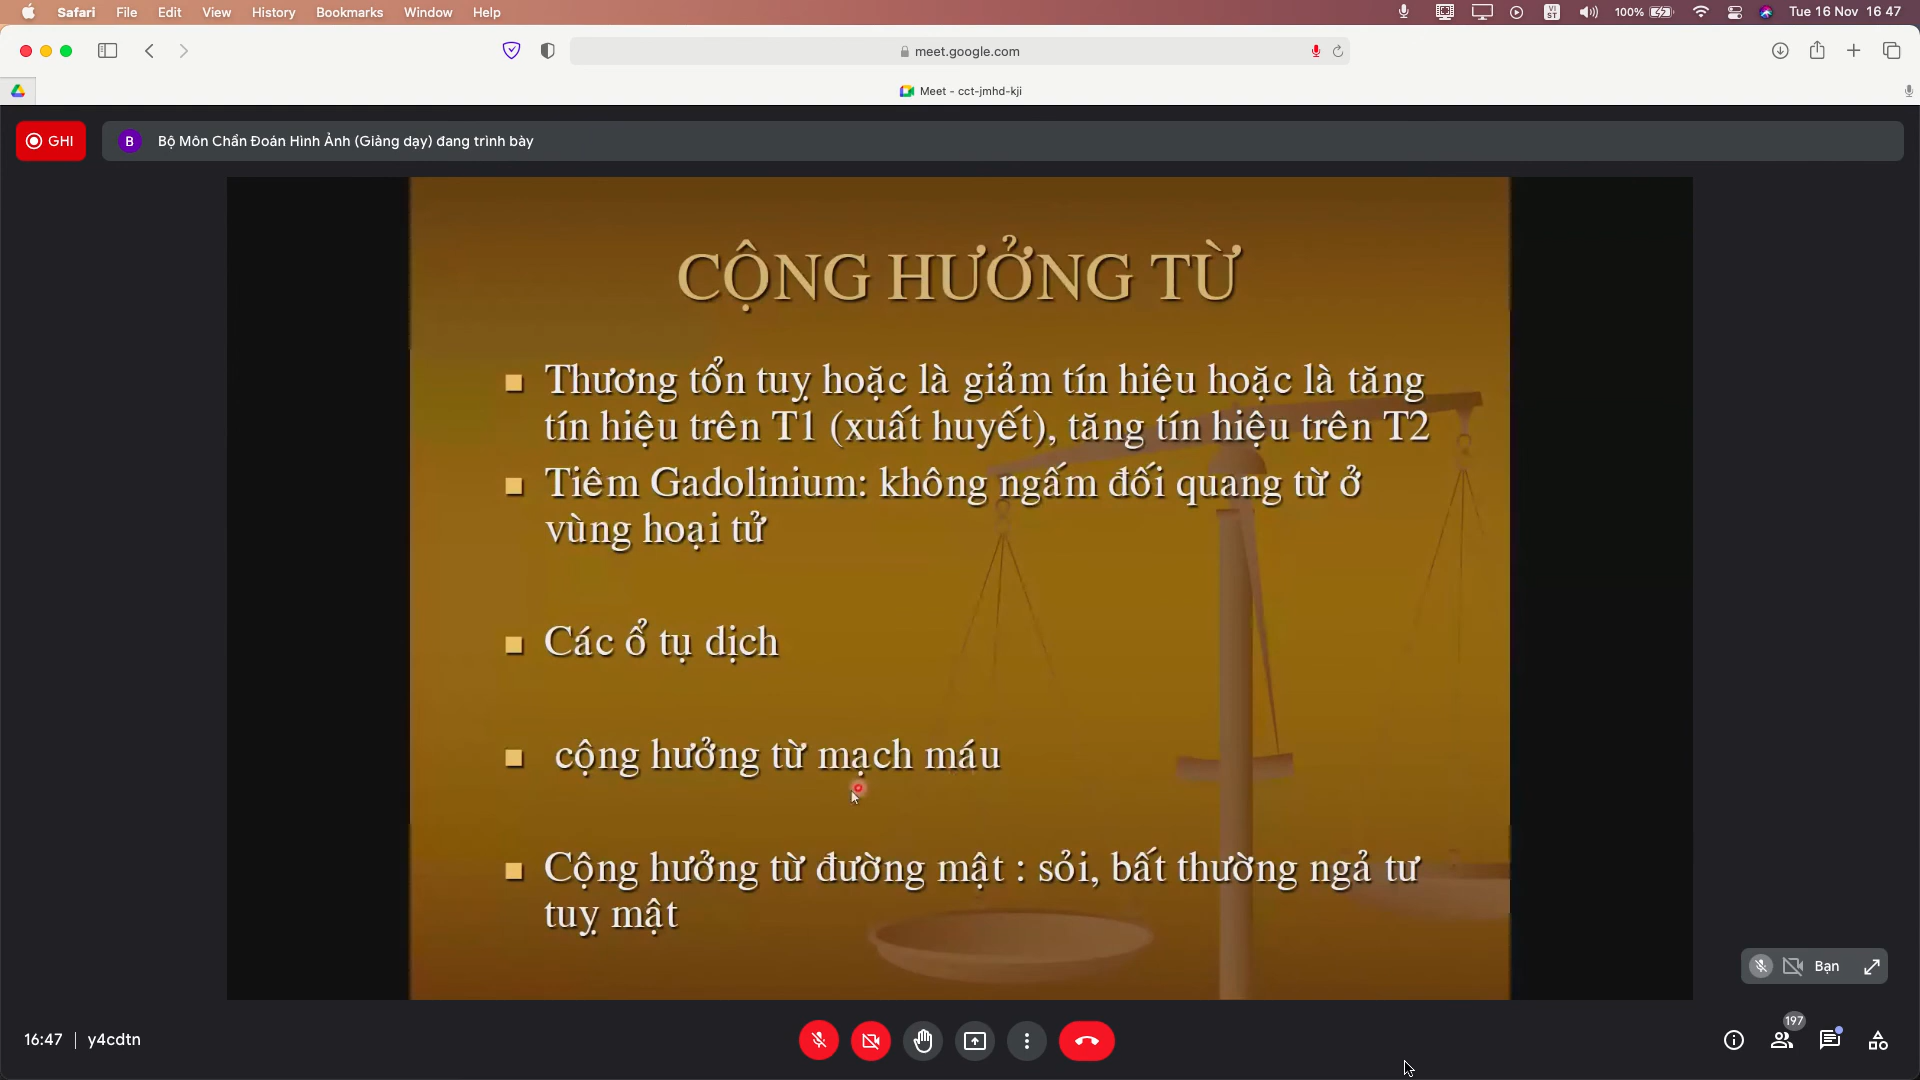 Safari File Edit View History Bookmarks Window Help
VI
ST
100%
Tue 16 Nov 16 47
meet.google.com
Meet - cct-jmhd-kji
GHI
B
Bộ Môn Chẩn Đoán Hình Ảnh (Giảng dạy) đang trình bày
CỘNG HƯỞNG TỪ
Thương tổn tuỵ hoặc là giảm tín hiệu hoặc là tăng
tín hiệu trên T1 (xuất huyết), tăng tín hiệu trên T2
Tiêm Gadolinium: không ngấm đối quang từ ở
vùng hoại tử
Các ổ tụ dịch
cộng hưởng từ mạch máu
Cộng hưởng từ đường mật : sỏi, bất thường ngả tư
tuỵ mật
Bạn
16:47 | y4cdtn
197